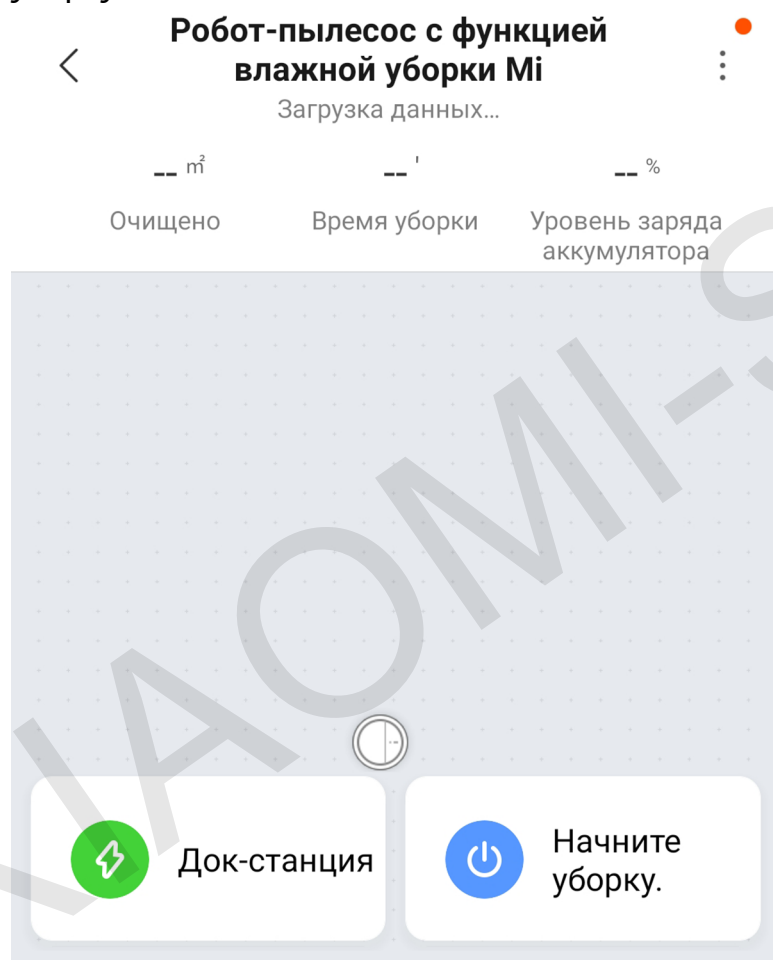 Робот-пылесос с функцией
влажной уборки Mi
Загрузка данных...
-- m² -- ' -- %
Очищено Время уборки Уровень заряда
аккумулятора
XIAOMI-S
Док-станция
Начните
уборку.